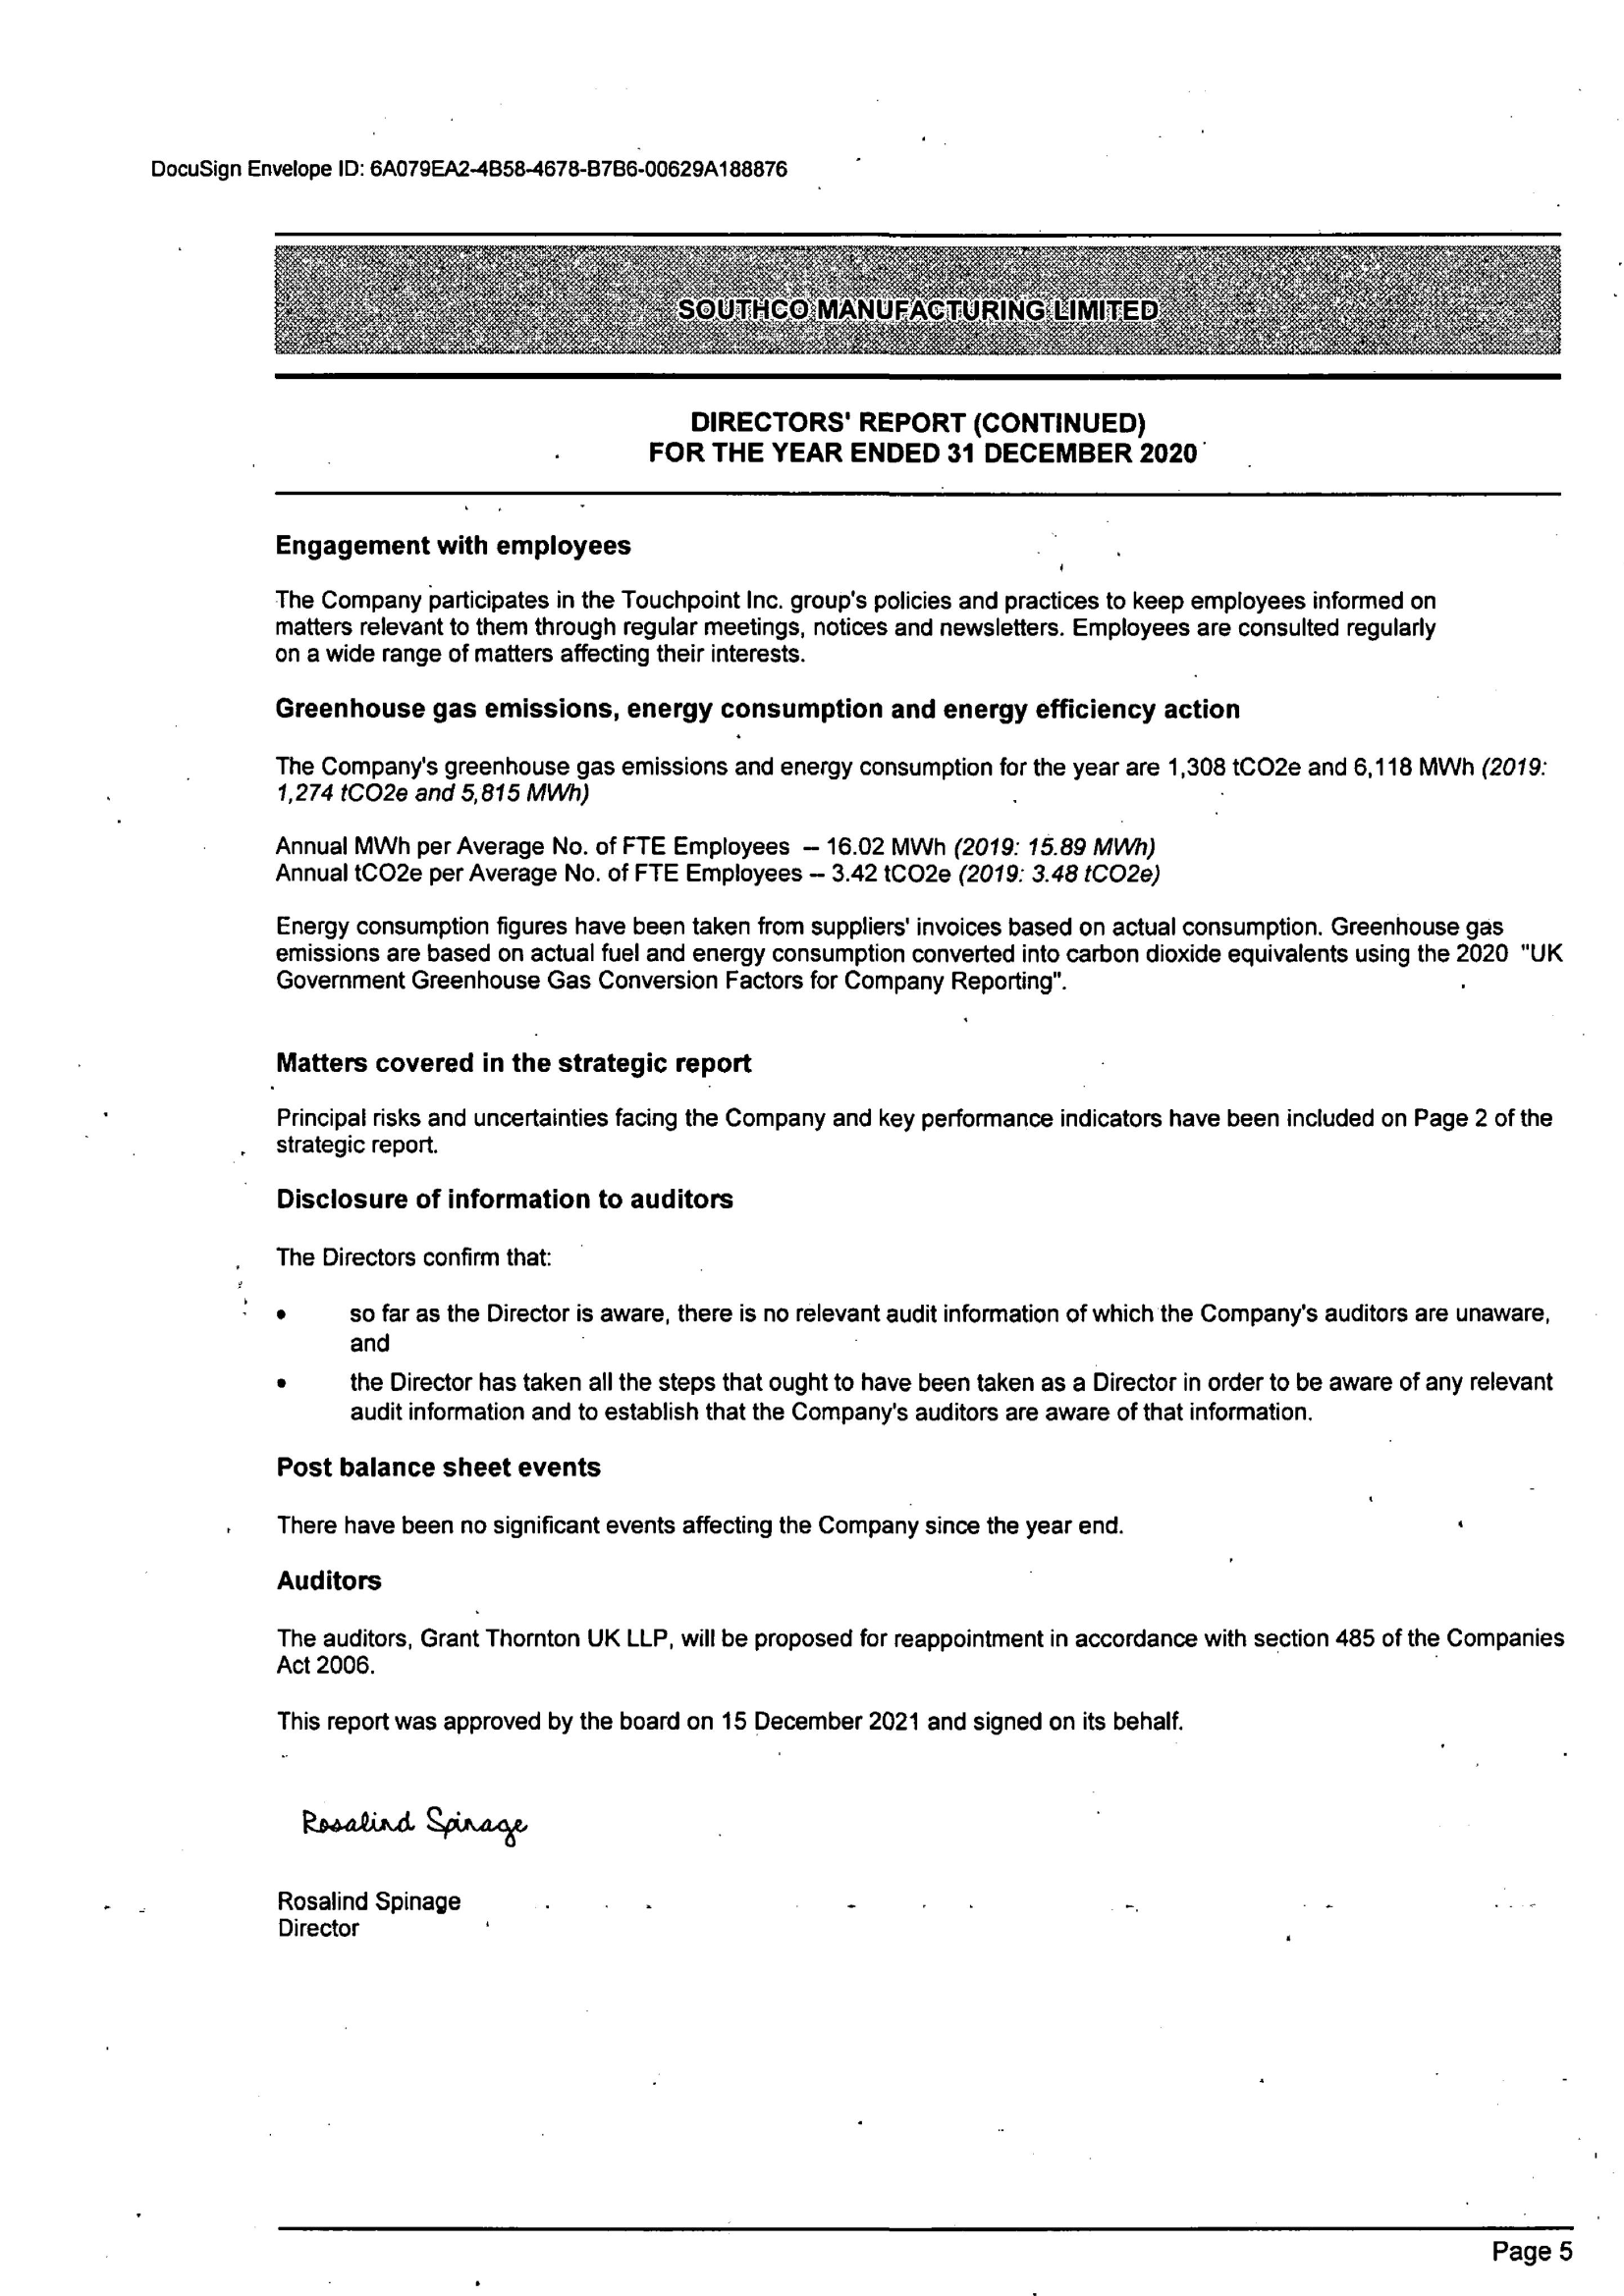 DocuSign Envelope ID: 6A079EA2-4B58-4678-B7B6-00629A188876
SOUTHCO MANUFACTURING LIMITED
DIRECTORS' REPORT (CONTINUED)
FOR THE YEAR ENDED 31 DECEMBER 2020
Engagement with employees
The Company participates in the Touchpoint Inc. group's policies and practices to keep employees informed on
matters relevant to them through regular meetings, notices and newsletters. Employees are consulted regularly
on a wide range of matters affecting their interests.
Greenhouse gas emissions, energy consumption and energy efficiency action
The Company's greenhouse gas emissions and energy consumption for the year are 1,308 tCO2e and 6,118 MWh (2019:
1,274 tCO2e and 5,815 MWh)
Annual MWh per Average No. of FTE Employees – 16.02 MWh (2019: 15.89 MWh)
Annual tCO2e per Average No. of FTE Employees – 3.42 tCO2e (2019: 3.48 tCO2e)
Energy consumption figures have been taken from suppliers' invoices based on actual consumption. Greenhouse gas
emissions are based on actual fuel and energy consumption converted into carbon dioxide equivalents using the 2020 "UK
Government Greenhouse Gas Conversion Factors for Company Reporting".
Matters covered in the strategic report
Principal risks and uncertainties facing the Company and key performance indicators have been included on Page 2 of the
strategic report.
Disclosure of information to auditors
The Directors confirm that:
• so far as the Director is aware, there is no relevant audit information of which the Company's auditors are unaware,
and
• the Director has taken all the steps that ought to have been taken as a Director in order to be aware of any relevant
audit information and to establish that the Company's auditors are aware of that information.
Post balance sheet events
There have been no significant events affecting the Company since the year end.
Auditors
The auditors, Grant Thornton UK LLP, will be proposed for reappointment in accordance with section 485 of the Companies
Act 2006.
This report was approved by the board on 15 December 2021 and signed on its behalf.
Rosalind Spinage
Rosalind Spinage
Director
Page 5